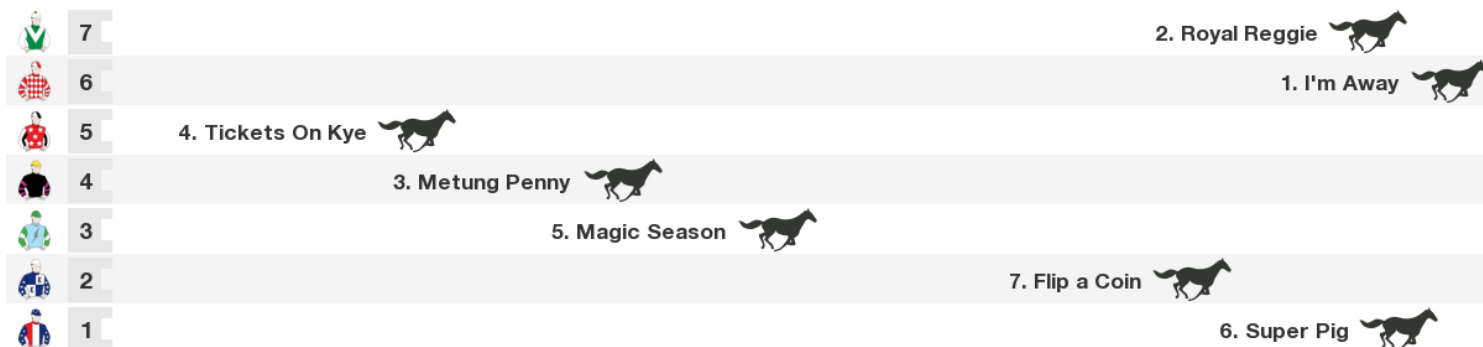 7 2. Royal Reggie
6 1. I'm Away
5 4. Tickets On Kye
4 3. Metung Penny
3 5. Magic Season
2 7. Flip a Coin
1 6. Super Pig